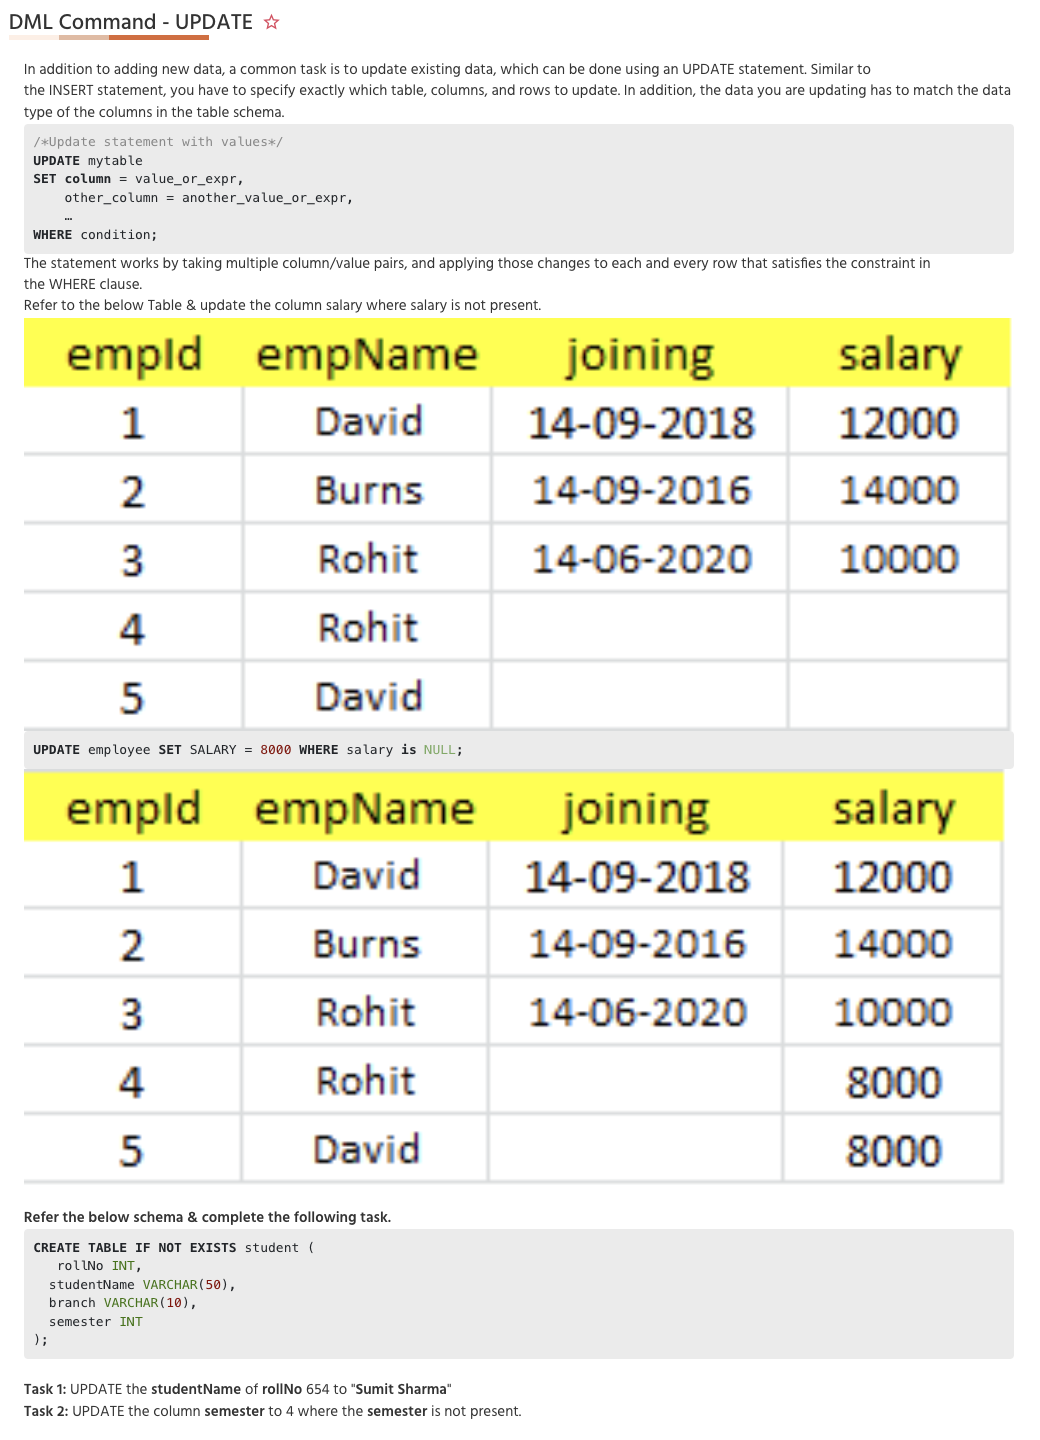 DML Command - UPDATE
In addition to adding new data, a common task is to update existing data, which can be done using an UPDATE statement. Similar to
the INSERT statement, you have to specify exactly which table, columns, and rows to update. In addition, the data you are updating has to match the data
type of the columns in the table schema.
/*Update statement with values*/
UPDATE mytable
SET column = value_or_expr,
    other_column = another_value_or_expr,
    …
WHERE condition;
The statement works by taking multiple column/value pairs, and applying those changes to each and every row that satisfies the constraint in
the WHERE clause.
Refer to the below Table & update the column salary where salary is not present.
empId empName joining salary
1 David 14-09-2018 12000
2 Burns 14-09-2016 14000
3 Rohit 14-06-2020 10000
4 Rohit
5 David
UPDATE employee SET SALARY = 8000 WHERE salary is NULL;
empId empName joining salary
1 David 14-09-2018 12000
2 Burns 14-09-2016 14000
3 Rohit 14-06-2020 10000
4 Rohit 8000
5 David 8000
Refer the below schema & complete the following task.
CREATE TABLE IF NOT EXISTS student (
   rollNo INT,
  studentName VARCHAR(50),
  branch VARCHAR(10),
  semester INT
);
Task 1: UPDATE the studentName of rollNo 654 to "Sumit Sharma"
Task 2: UPDATE the column semester to 4 where the semester is not present.